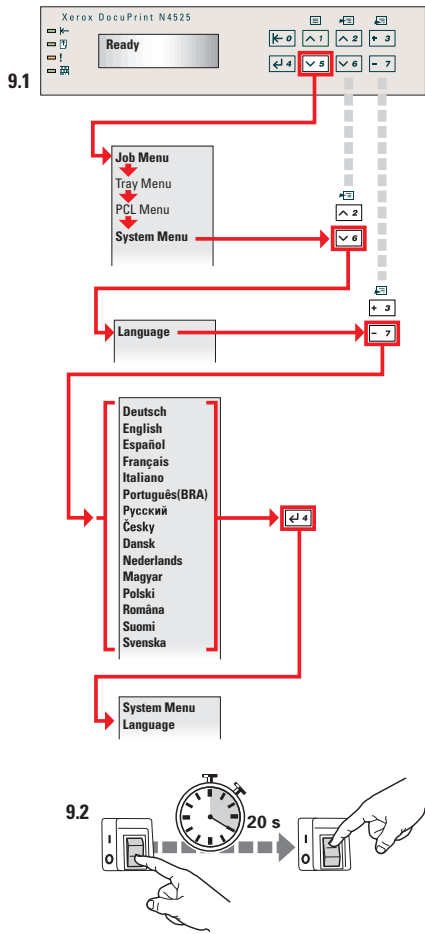 Xerox DocuPrint N4525
Ready
0 1 2 3
4 5 6 7
!
9.1
Job Menu
Tray Menu
PCL Menu
System Menu
2
6
3
Language
7
Deutsch
English
Español
Français
Italiano
Português(BRA)
Русский
Česky
Dansk
Nederlands
Magyar
Polski
Româna
Suomi
Svenska
4
System Menu
Language
9.2
20 s
I
O
I
O